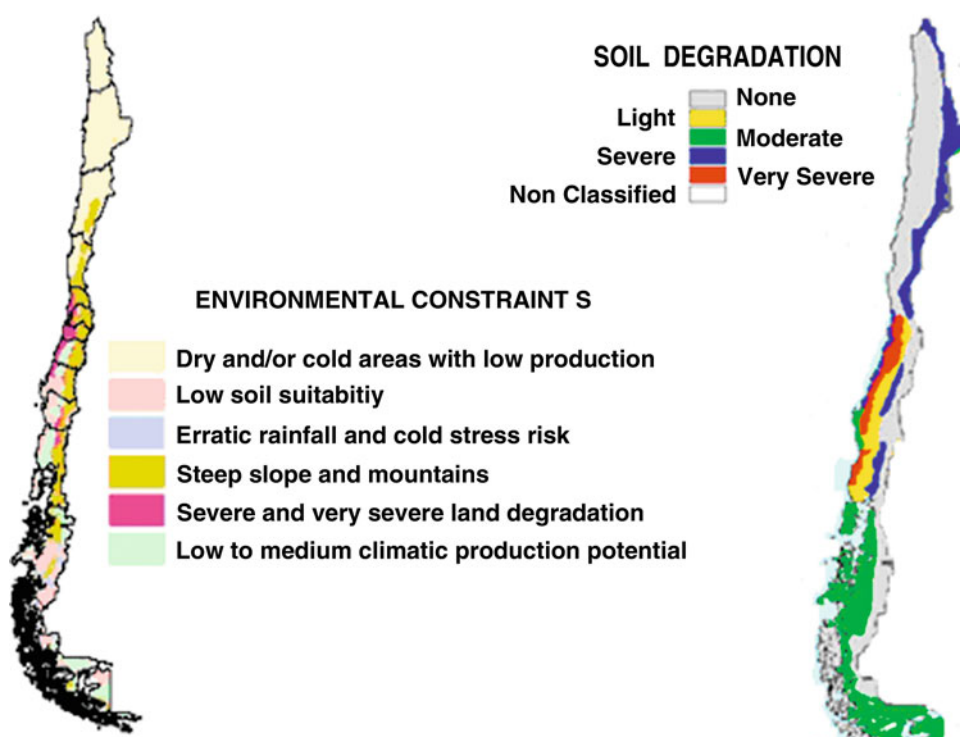 SOIL DEGRADATION
None
Light
Moderate
Severe
Very Severe
Non Classified
ENVIRONMENTAL CONSTRAINT S
Dry and/or cold areas with low production
Low soil suitabitiy
Erratic rainfall and cold stress risk
Steep slope and mountains
Severe and very severe land degradation
Low to medium climatic production potential